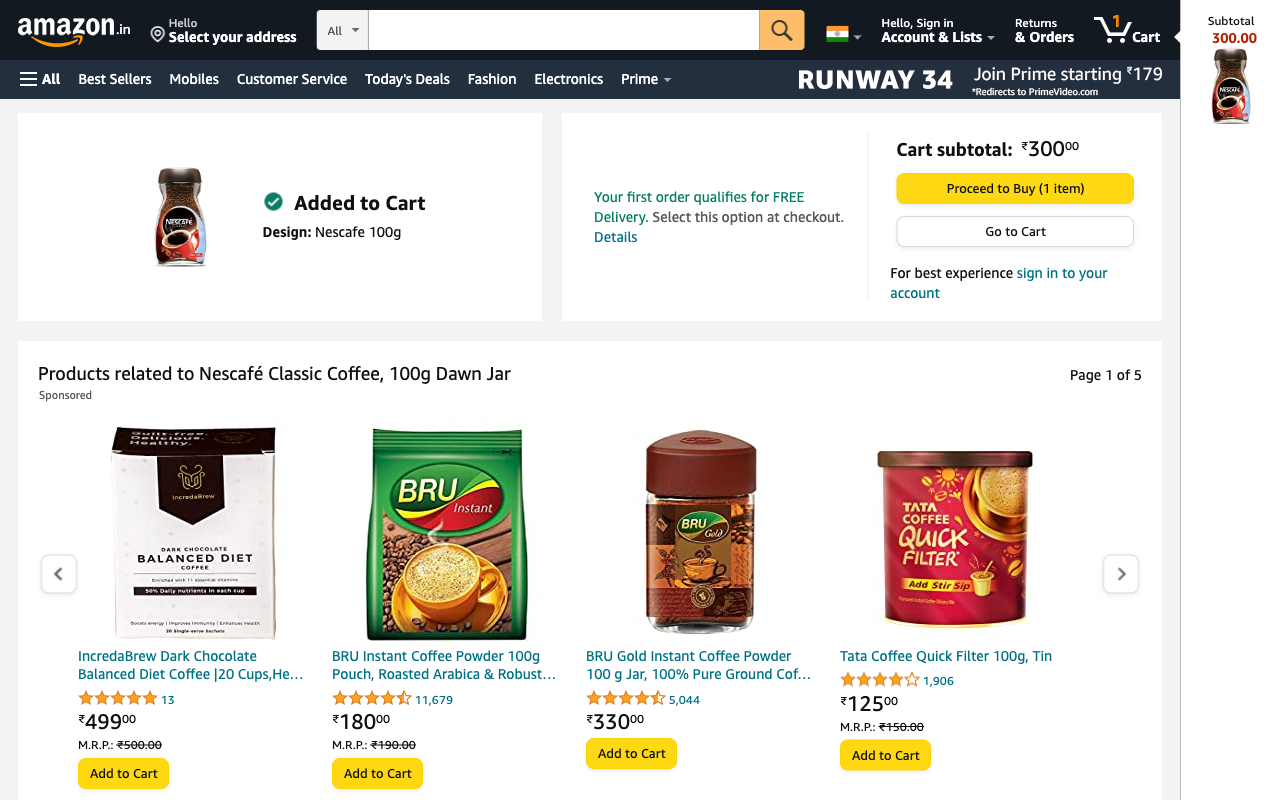 amazon.in
Hello
Select your address
All
Hello, Sign in
Account & Lists
Returns
& Orders
1
Cart
Subtotal
300.00
All
Best Sellers
Mobiles
Customer Service
Today's Deals
Fashion
Electronics
Prime
RUNWAY 34
Join Prime starting ₹179
*Redirects to PrimeVideo.com
NESCAFÉ
NESCAFÉ
Added to Cart
Design: Nescafe 100g
Your first order qualifies for FREE
Delivery. Select this option at checkout.
Details
Cart subtotal: ₹30000
Proceed to Buy (1 item)
Go to Cart
For best experience sign in to your
account
Products related to Nescafé Classic Coffee, 100g Dawn Jar
Page 1 of 5
Sponsored
Guilt-free.
Delicious.
Healthy.
IncredaBrew
DARK CHOCOLATE
BALANCED DIET
COFFEE
Enriched with 11 essential vitamins
50% Daily nutrients in each cup
Boosts energy | Improves Immunity | Enhances Health
20 Single-serve Sachets
BRU
Instant
BRU
Gold
TATA
COFFEE
QUICK
FILTER
Add Stir Sip
IncredaBrew Dark Chocolate
Balanced Diet Coffee |20 Cups,He…
13
₹49900
M.R.P.: ₹500.00
Add to Cart
BRU Instant Coffee Powder 100g
Pouch, Roasted Arabica & Robust…
11,679
₹18000
M.R.P.: ₹190.00
Add to Cart
BRU Gold Instant Coffee Powder
100 g Jar, 100% Pure Ground Cof…
5,044
₹33000
Add to Cart
Tata Coffee Quick Filter 100g, Tin
1,906
₹12500
M.R.P.: ₹150.00
Add to Cart